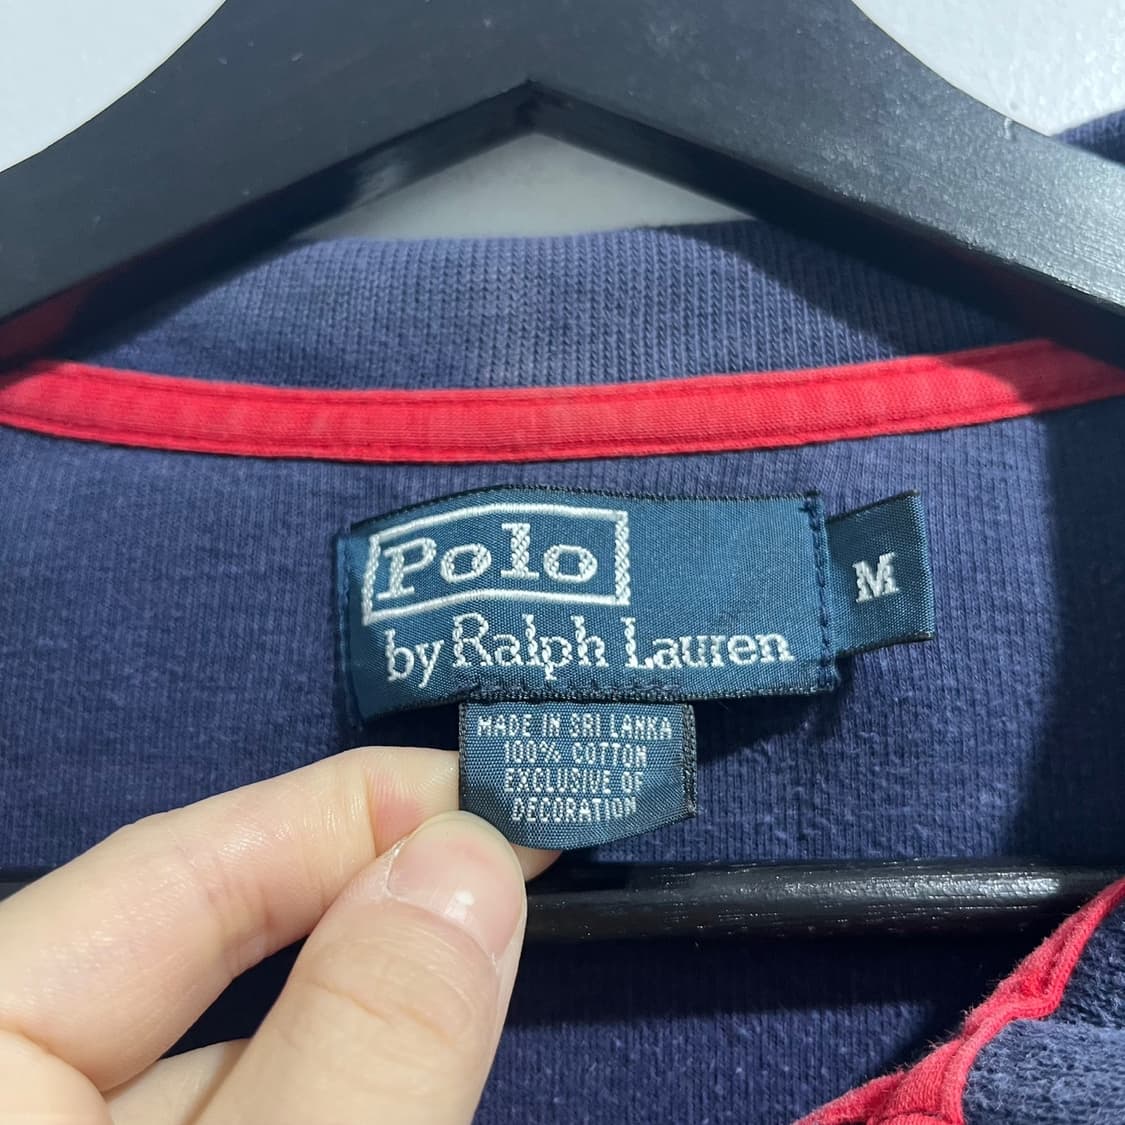 Polo
by Ralph Lauren
M
MADE IN SRI LANKA
100% COTTON
EXCLUSIVE OF
DECORATION